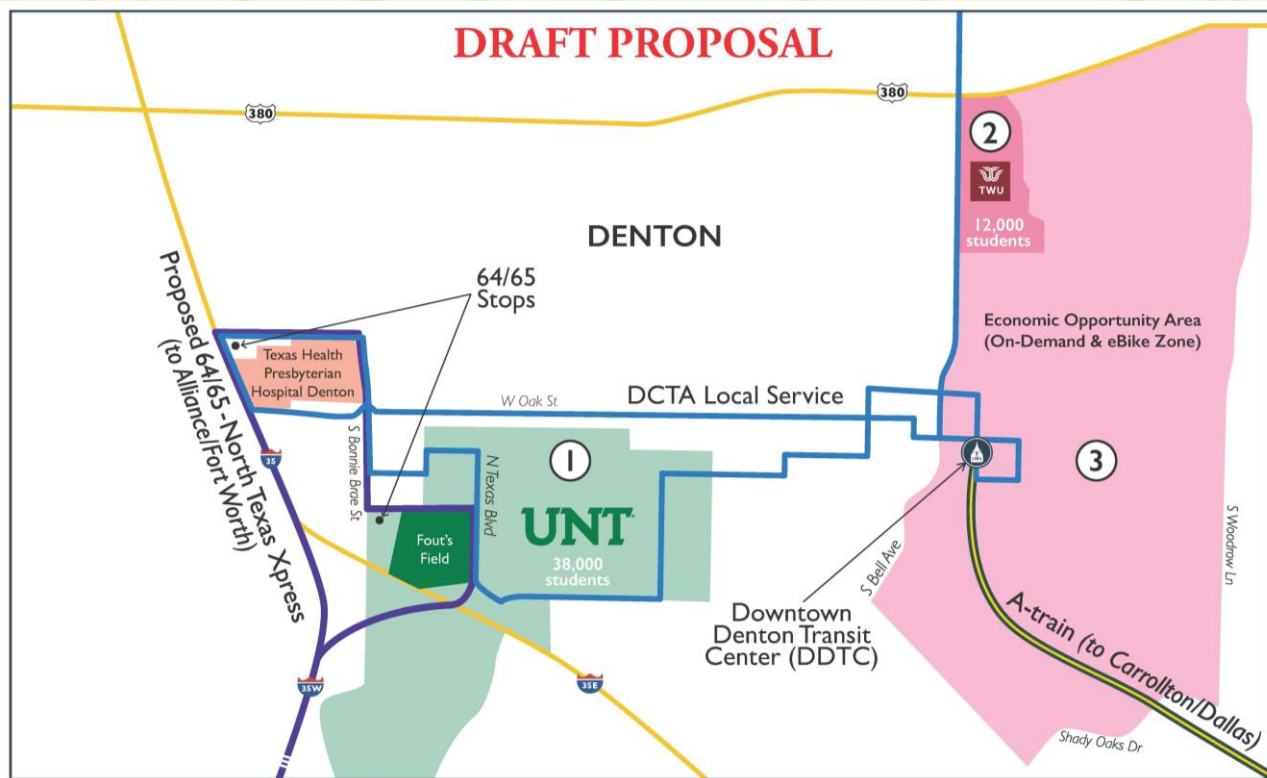 DRAFT PROPOSAL
380
380
2
TWU
12,000
students
DENTON
64/65
Stops
Proposed 64/65-North Texas Xpress
(to Alliance/Fort Worth)
Economic Opportunity Area
(On-Demand & eBike Zone)
Texas Health
Presbyterian
Hospital Denton
W Oak St
DCTA Local Service
35
S Bonnie Brae St
N Texas Blvd
1
UNT
38,000
students
3
Fout's
Field
S Bell Ave
S Woodrow Ln
Downtown
Denton Transit
Center (DDTC)
A-train (to Carrollton/Dallas)
35W
35E
Shady Oaks Dr